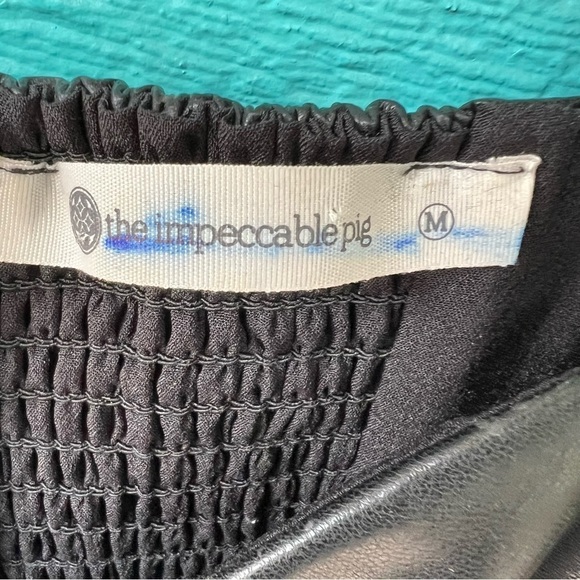 the impeccable pig M